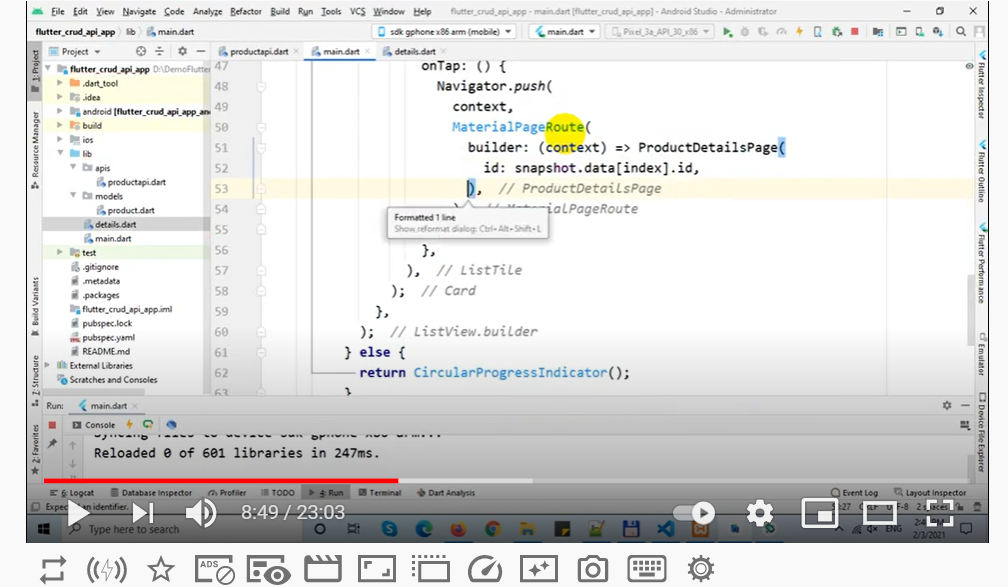 File Edit View Navigate Code Analyze Refactor Build Run Tools VCS Window Help flutter_crud_api_app - main.dart [flutter_crud_api_app] - Android Studio - Administrator
flutter_crud_api_app lib main.dart sdk gphone x86 arm (mobile) main.dart Pixel_3a_API_30_x86
Project productapi.dart main.dart details.dart
flutter_crud_api_app D:\DemoFlutter
.dart_tool
.idea
android [flutter_crud_api_app_an
build
ios
lib
apis
productapi.dart
models
product.dart
details.dart
main.dart
test
.gitignore
.metadata
.packages
flutter_crud_api_app.iml
pubspec.lock
pubspec.yaml
README.md
External Libraries
Scratches and Consoles
47 onTap: () {
48 Navigator.push(
49 context,
50 MaterialPageRoute(
51 builder: (context) => ProductDetailsPage(
52 id: snapshot.data[index].id,
53 ), // ProductDetailsPage
54 // MaterialPageRoute
Formatted 1 line
Show reformat dialog: Ctrl+Alt+Shift+L
55
56 },
57 ), // ListTile
58 ); // Card
59 },
60 ); // ListView.builder
61 } else {
62 return CircularProgressIndicator();
63 }
1: Project
Resource Manager
Build Variants
7: Structure
2: Favorites
Flutter Inspector
Flutter Outline
Flutter Performance
Emulator
Device File Explorer
Run: main.dart
Console
Syncing files to device sdk gphone x86 arm...
Reloaded 0 of 601 libraries in 247ms.
6: Logcat Database Inspector Profiler TODO 4: Run Terminal Dart Analysis Event Log Layout Inspector
8:49 / 23:03
Type here to search
ENG
2/3/2021
ADS